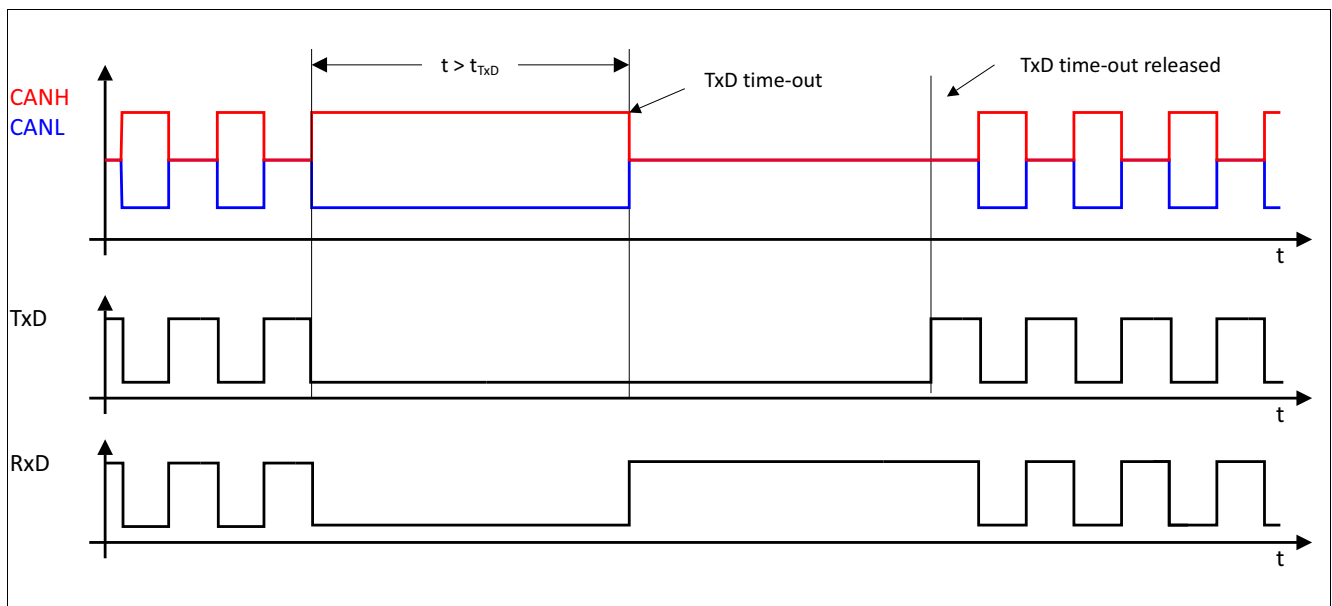 t > tTxD
TxD time-out
TxD time-out released
CANH
CANL
t
TxD
t
RxD
t